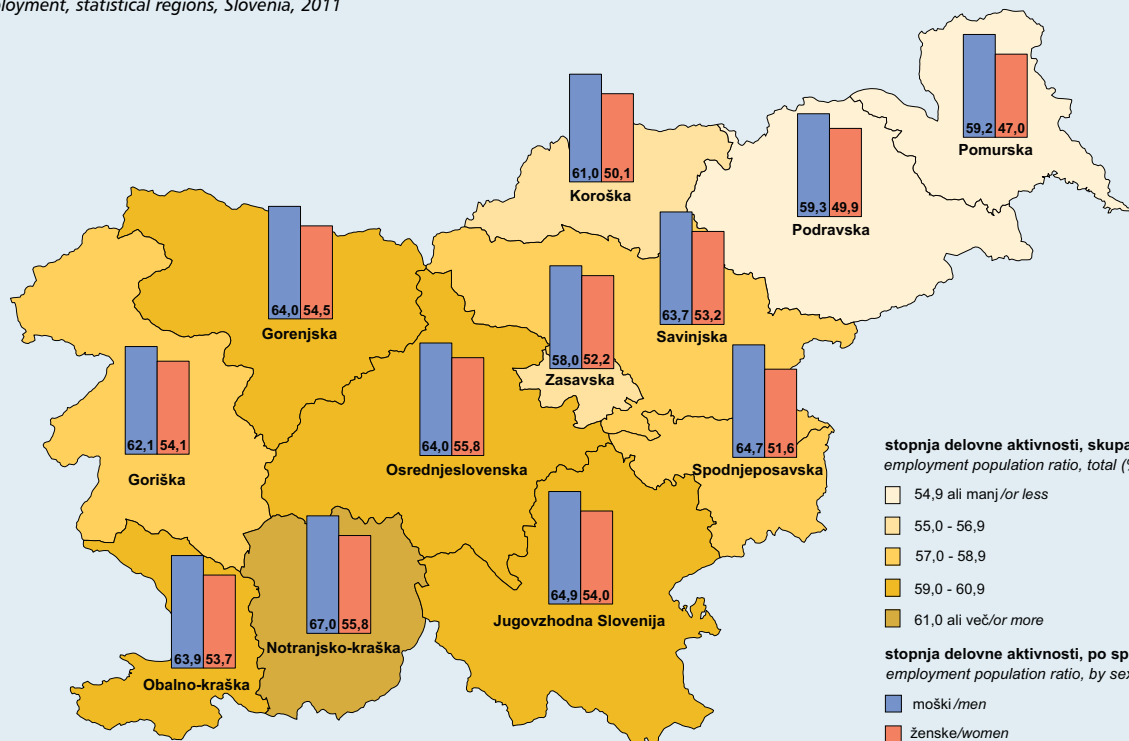 statistical regions, Slovenia, 2011
59,2 47,0
Pomurska
61,0 50,1
Koroška
59,3 49,9
Podravska
64,0 54,5
Gorenjska
63,7 53,2
Savinjska
58,0 52,2
Zasavska
62,1 54,1
Goriška
64,0 55,8
Osrednjeslovenska
64,7 51,6
Spodnjeposavska
64,9 54,0
Jugovzhodna Slovenija
67,0 55,8
Notranjsko-kraška
63,9 53,7
Obalno-kraška
stopnja delovne aktivnosti, skupa
employment population ratio, total (%
54,9 ali manj/or less
55,0 - 56,9
57,0 - 58,9
59,0 - 60,9
61,0 ali več/or more
stopnja delovne aktivnosti, po sp
employment population ratio, by sex
moški/men
ženske/women